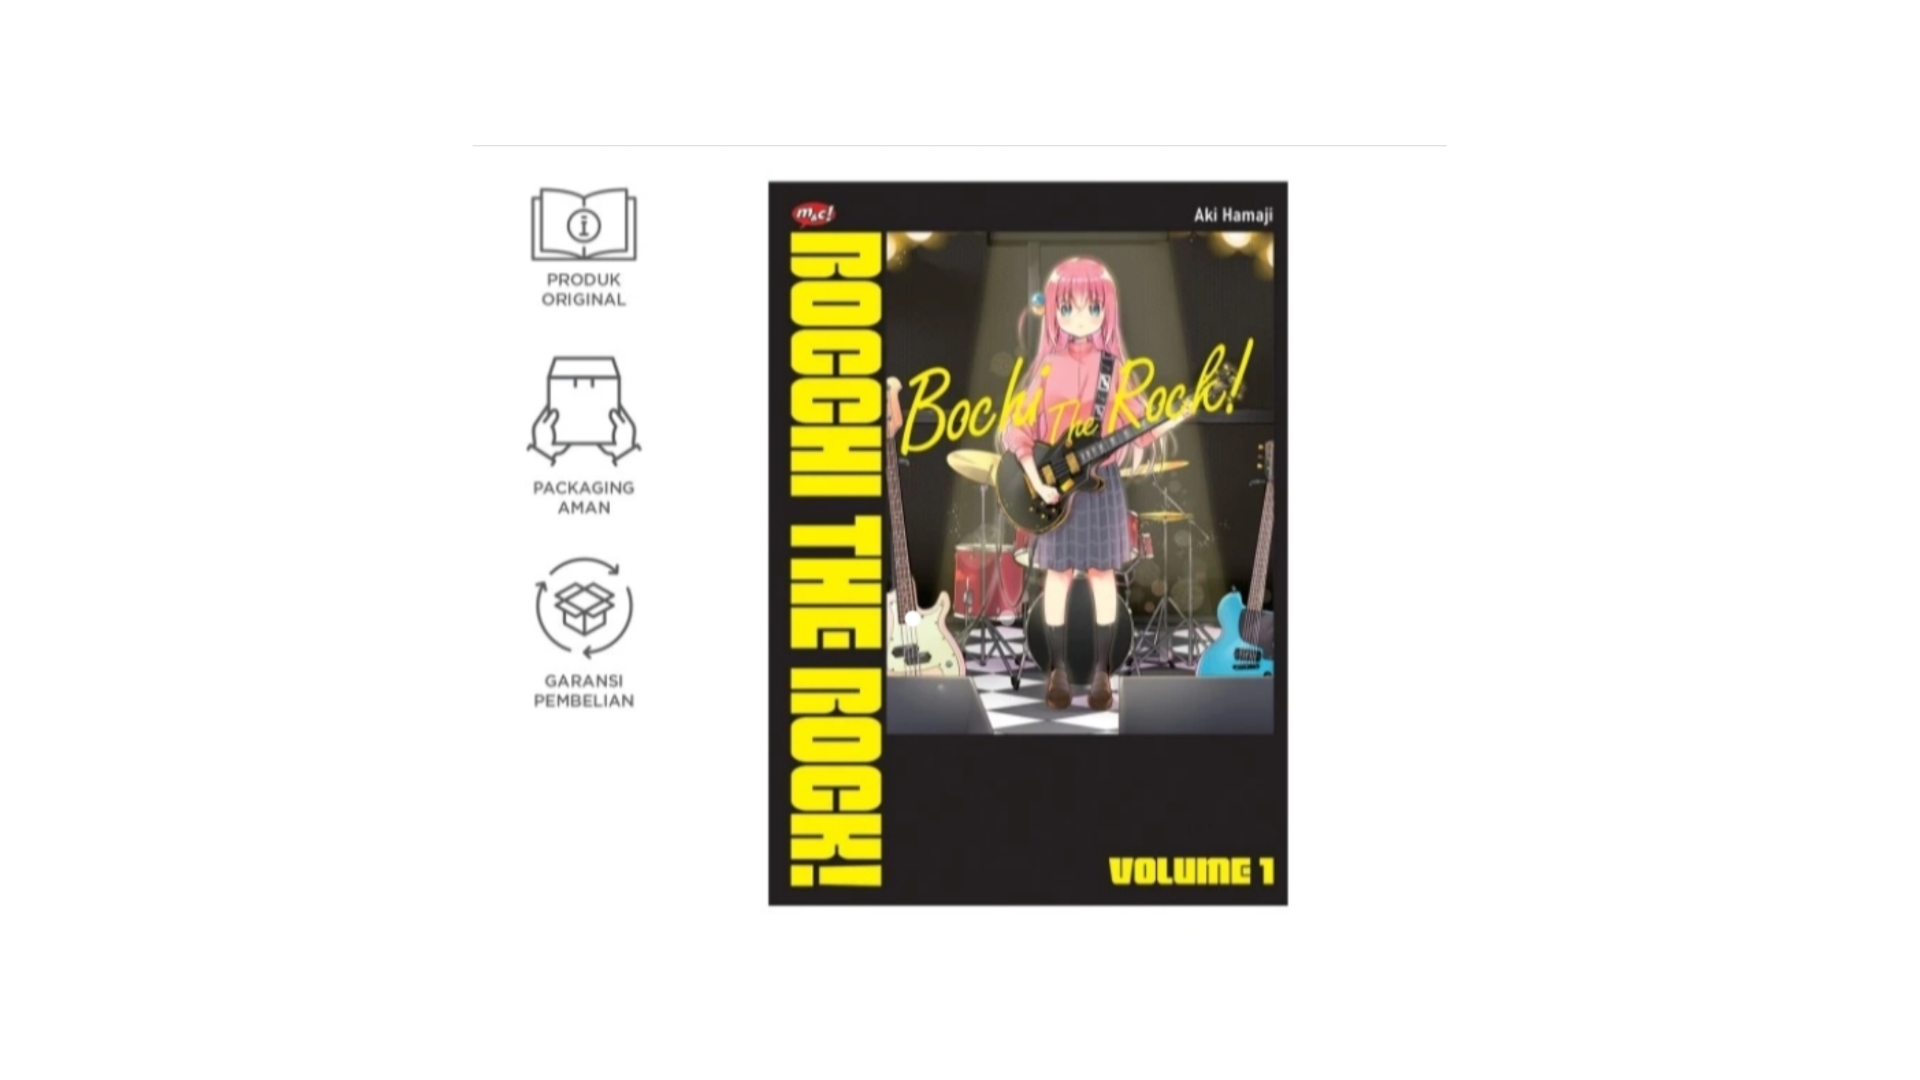 PRODUK
ORIGINAL
PACKAGING
AMAN
GARANSI
PEMBELIAN
m&c!
Aki Hamaji
BOCCHI THE ROCK!
Bochi The Rock!
VOLUME 1